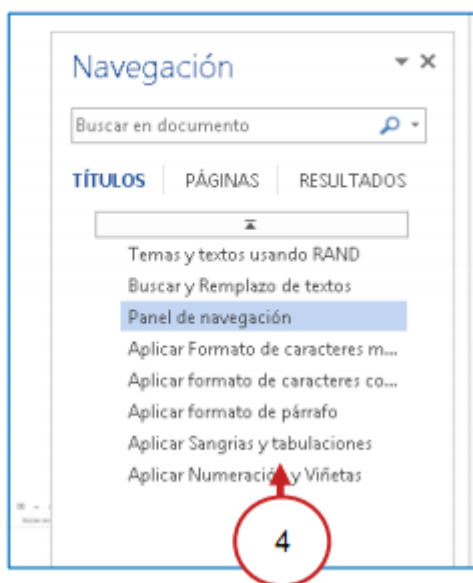 Navegación
Buscar en documento
TÍTULOS PÁGINAS RESULTADOS
Temas y textos usando RAND
Buscar y Remplazo de textos
Panel de navegación
Aplicar Formato de caracteres m...
Aplicar formato de caracteres co...
Aplicar formato de párrafo
Aplicar Sangrias y tabulaciones
Aplicar Numeración y Viñetas
4